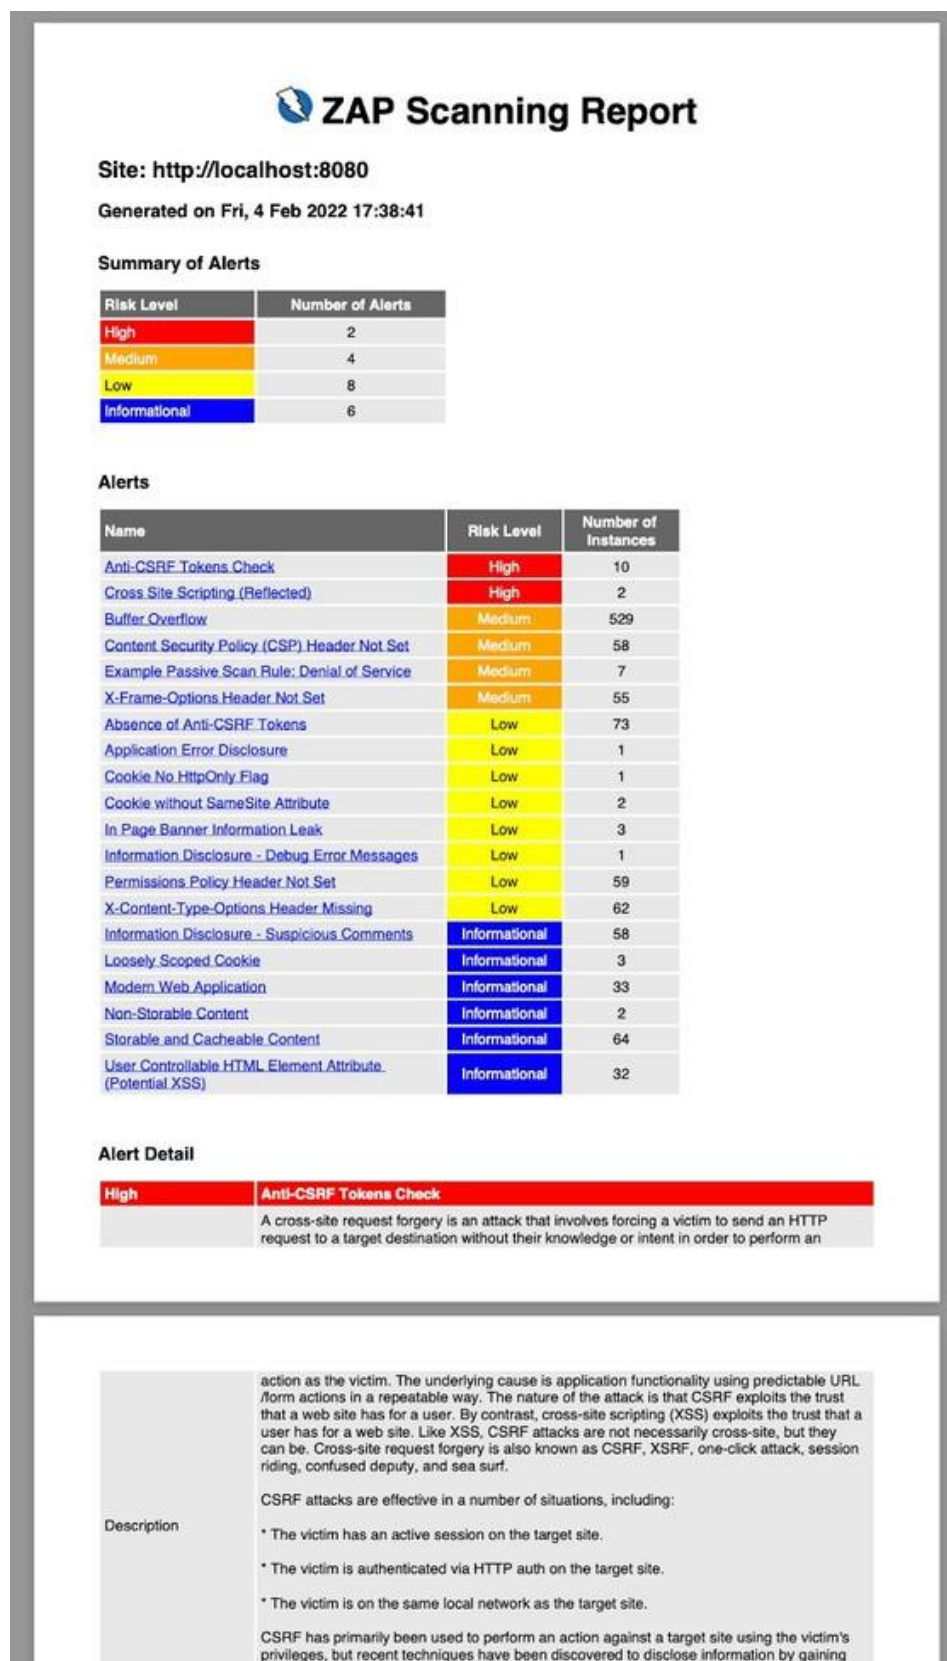 ZAP Scanning Report
Site: http://localhost:8080
Generated on Fri, 4 Feb 2022 17:38:41
Summary of Alerts
Risk Level Number of Alerts
High 2
Medium 4
Low 8
Informational 6
Alerts
Name Risk Level Number of Instances
Anti-CSRF Tokens Check High 10
Cross Site Scripting (Reflected) High 2
Buffer Overflow Medium 529
Content Security Policy (CSP) Header Not Set Medium 58
Example Passive Scan Rule: Denial of Service Medium 7
X-Frame-Options Header Not Set Medium 55
Absence of Anti-CSRF Tokens Low 73
Application Error Disclosure Low 1
Cookie No HttpOnly Flag Low 1
Cookie without SameSite Attribute Low 2
In Page Banner Information Leak Low 3
Information Disclosure - Debug Error Messages Low 1
Permissions Policy Header Not Set Low 59
X-Content-Type-Options Header Missing Low 62
Information Disclosure - Suspicious Comments Informational 58
Loosely Scoped Cookie Informational 3
Modern Web Application Informational 33
Non-Storable Content Informational 2
Storable and Cacheable Content Informational 64
User Controllable HTML Element Attribute
(Potential XSS) Informational 32
Alert Detail
High Anti-CSRF Tokens Check
A cross-site request forgery is an attack that involves forcing a victim to send an HTTP
request to a target destination without their knowledge or intent in order to perform an
action as the victim. The underlying cause is application functionality using predictable URL
/form actions in a repeatable way. The nature of the attack is that CSRF exploits the trust
that a web site has for a user. By contrast, cross-site scripting (XSS) exploits the trust that a
user has for a web site. Like XSS, CSRF attacks are not necessarily cross-site, but they
can be. Cross-site request forgery is also known as CSRF, XSRF, one-click attack, session
riding, confused deputy, and sea surf.
CSRF attacks are effective in a number of situations, including:
Description
* The victim has an active session on the target site.
* The victim is authenticated via HTTP auth on the target site.
* The victim is on the same local network as the target site.
CSRF has primarily been used to perform an action against a target site using the victim's
privileges, but recent techniques have been discovered to disclose information by gaining